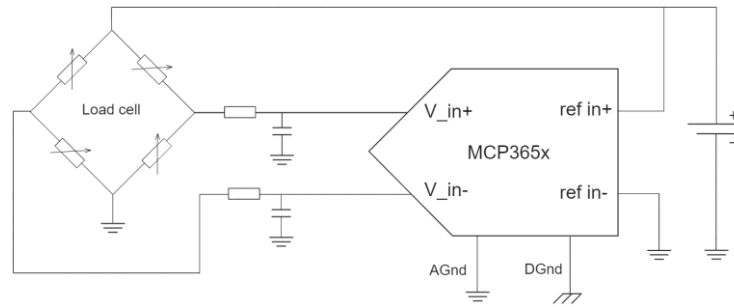 V_in+
ref in+
+
Load cell
MCP365x
-
V_in-
ref in-
AGnd
DGnd